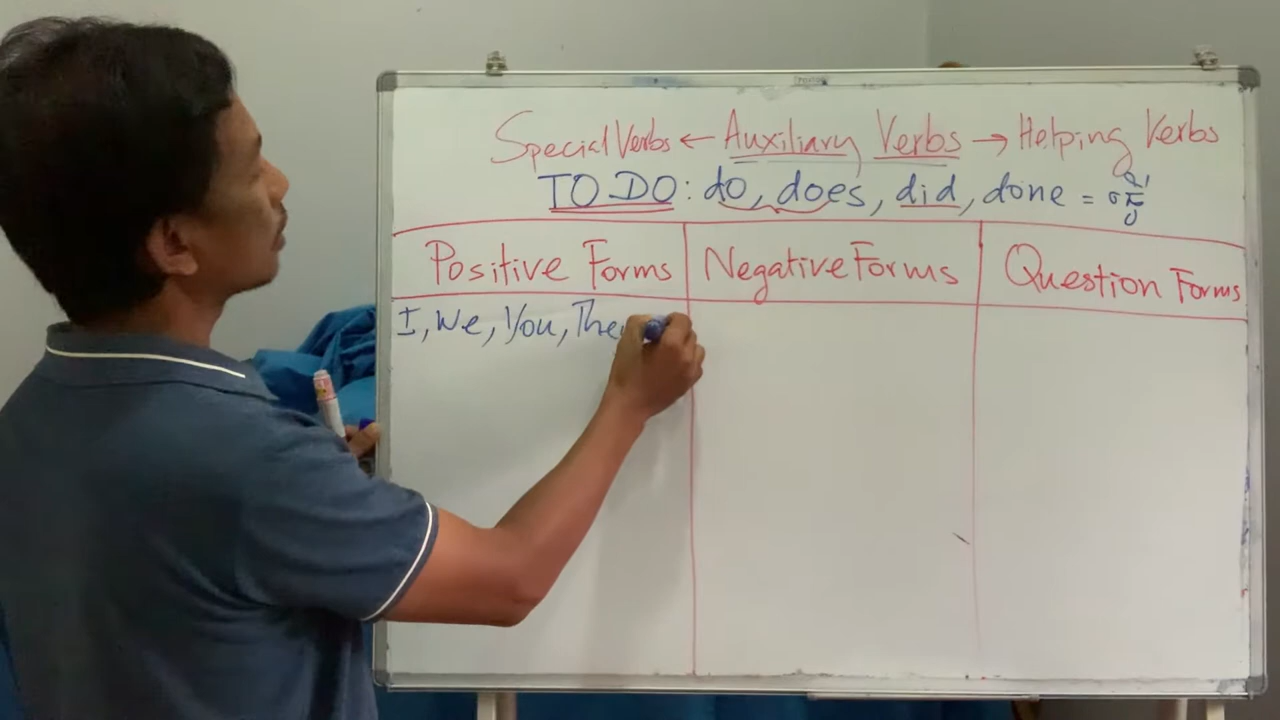 Special Verbs ← Auxiliary Verbs → Helping Verbs
TO DO: do, does, did, done =
Positive Forms
Negative Forms
Question Forms
I, We, You, The